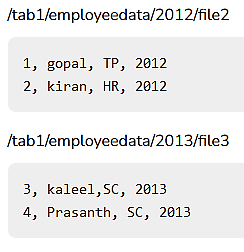 /tab1/employeedata/2012/file2
1, gopal, TP, 2012
2, kiran, HR, 2012
/tab1/employeedata/2013/file3
3, kaleel,SC, 2013
4, Prasanth, SC, 2013